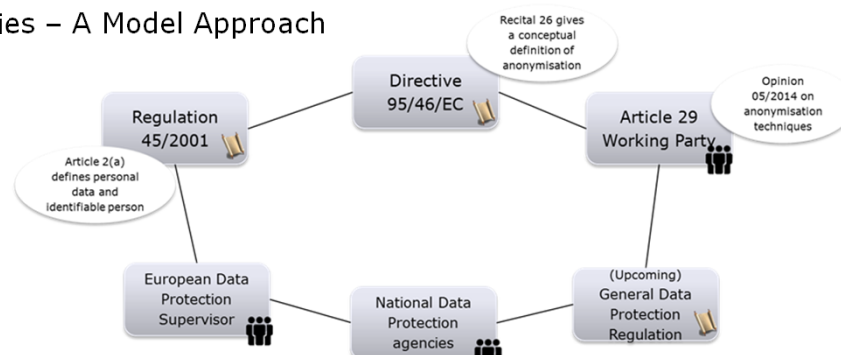 ies – A Model Approach
Recital 26 gives
a conceptual
definition of
anonymisation
Directive
95/46/EC
Opinion
05/2014 on
anonymisation
techniques
Regulation
45/2001
Article 29
Working Party
Article 2(a)
defines personal
data and
identifiable person
European Data
Protection
Supervisor
National Data
Protection
agencies
(Upcoming)
General Data
Protection
Regulation